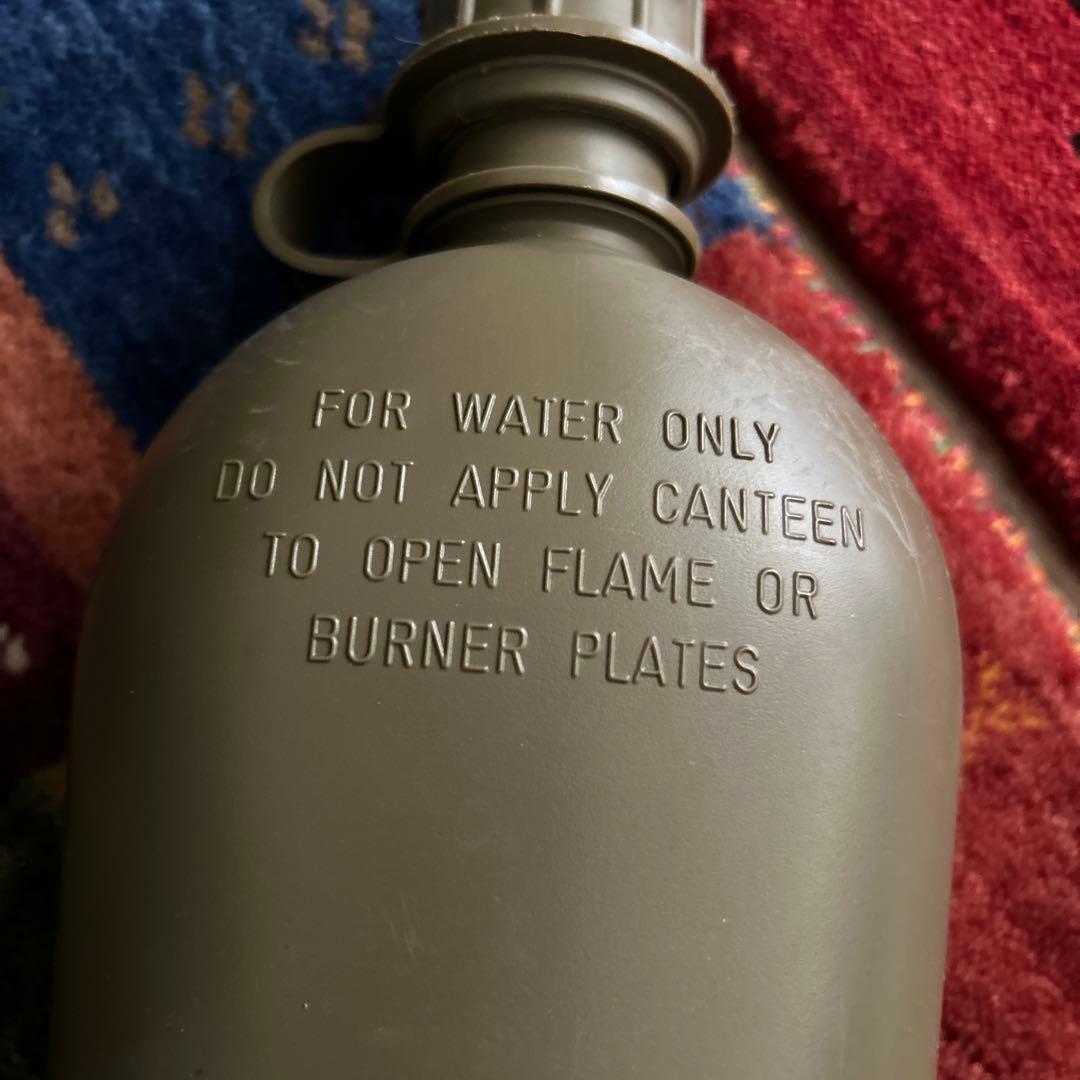 FOR WATER ONLY
DO NOT APPLY CANTEEN
TO OPEN FLAME OR
BURNER PLATES